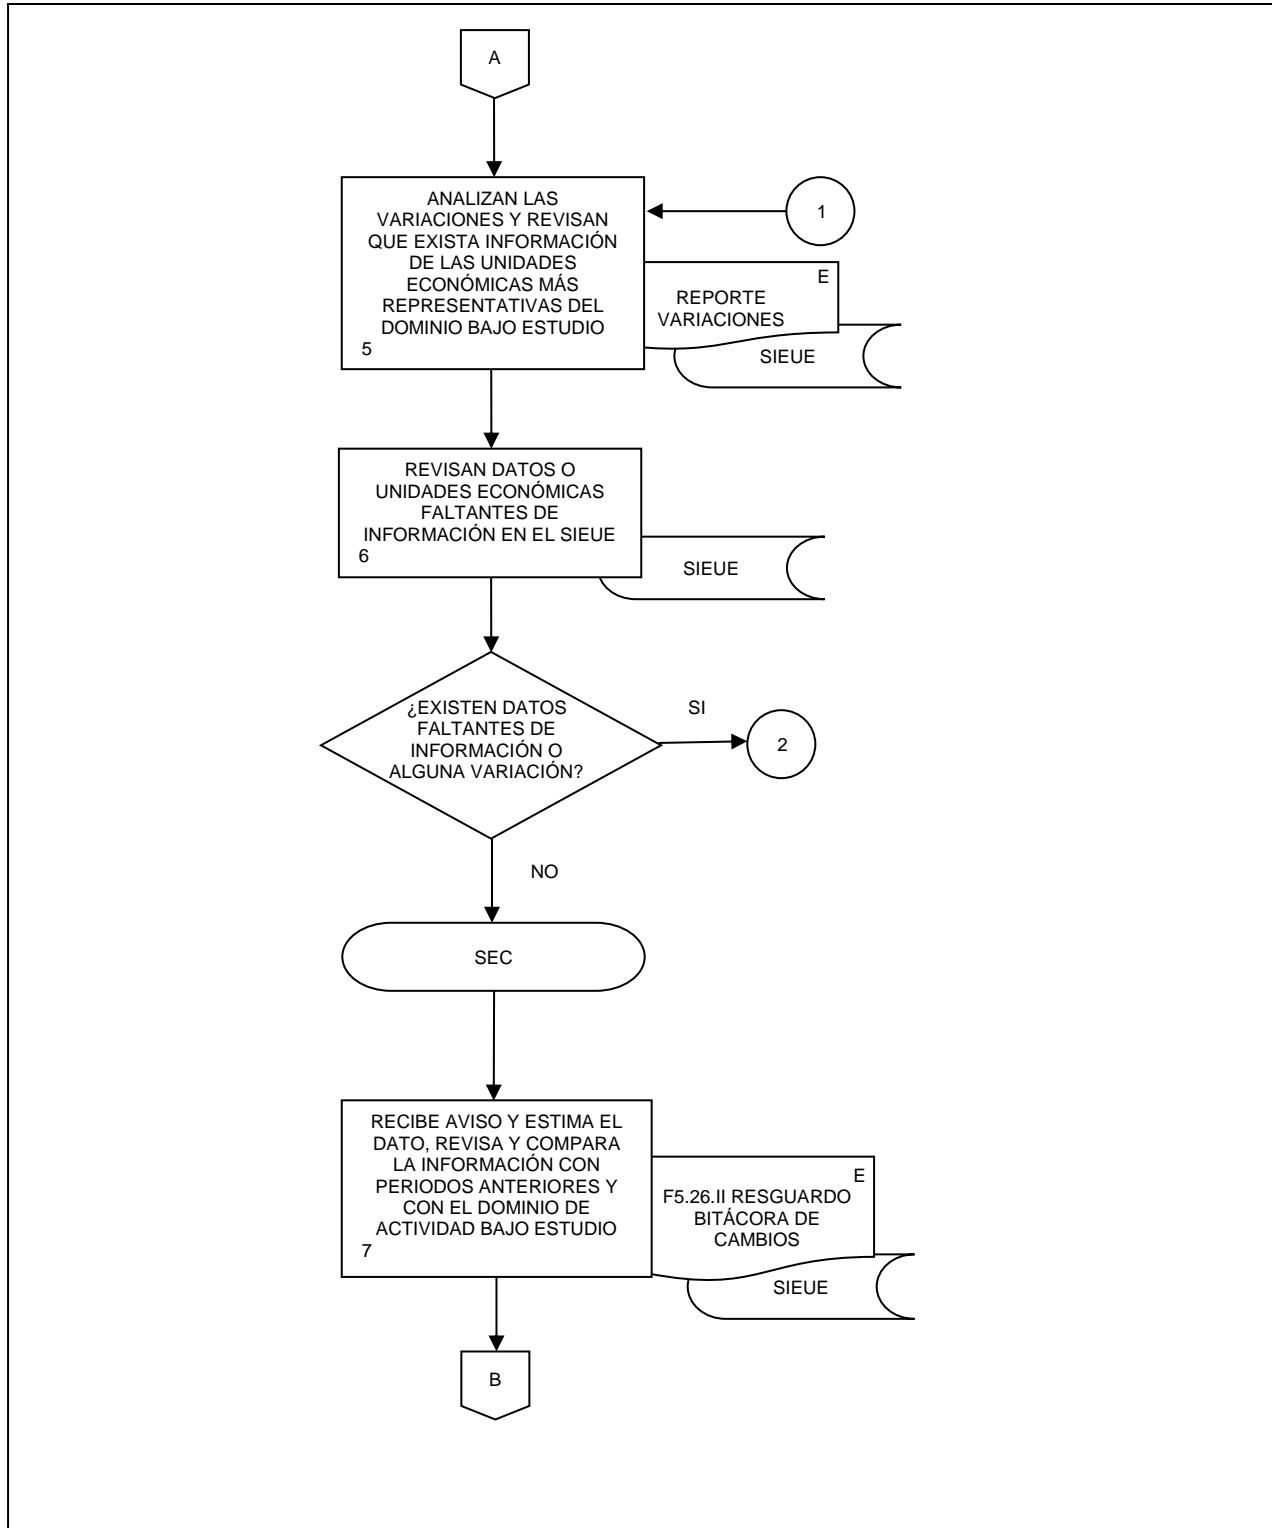 A
ANALIZAN LAS
VARIACIONES Y REVISAN
QUE EXISTA INFORMACIÓN
DE LAS UNIDADES
ECONÓMICAS MÁS
REPRESENTATIVAS DEL
DOMINIO BAJO ESTUDIO
5
1
E
REPORTE
VARIACIONES
SIEUE
REVISAN DATOS O
UNIDADES ECONÓMICAS
FALTANTES DE
INFORMACIÓN EN EL SIEUE
6
SIEUE
¿EXISTEN DATOS
FALTANTES DE
INFORMACIÓN O
ALGUNA VARIACIÓN?
SI
2
NO
SEC
RECIBE AVISO Y ESTIMA EL
DATO, REVISA Y COMPARA
LA INFORMACIÓN CON
PERIODOS ANTERIORES Y
CON EL DOMINIO DE
ACTIVIDAD BAJO ESTUDIO
7
E
F5.26.II RESGUARDO
BITÁCORA DE
CAMBIOS
SIEUE
B